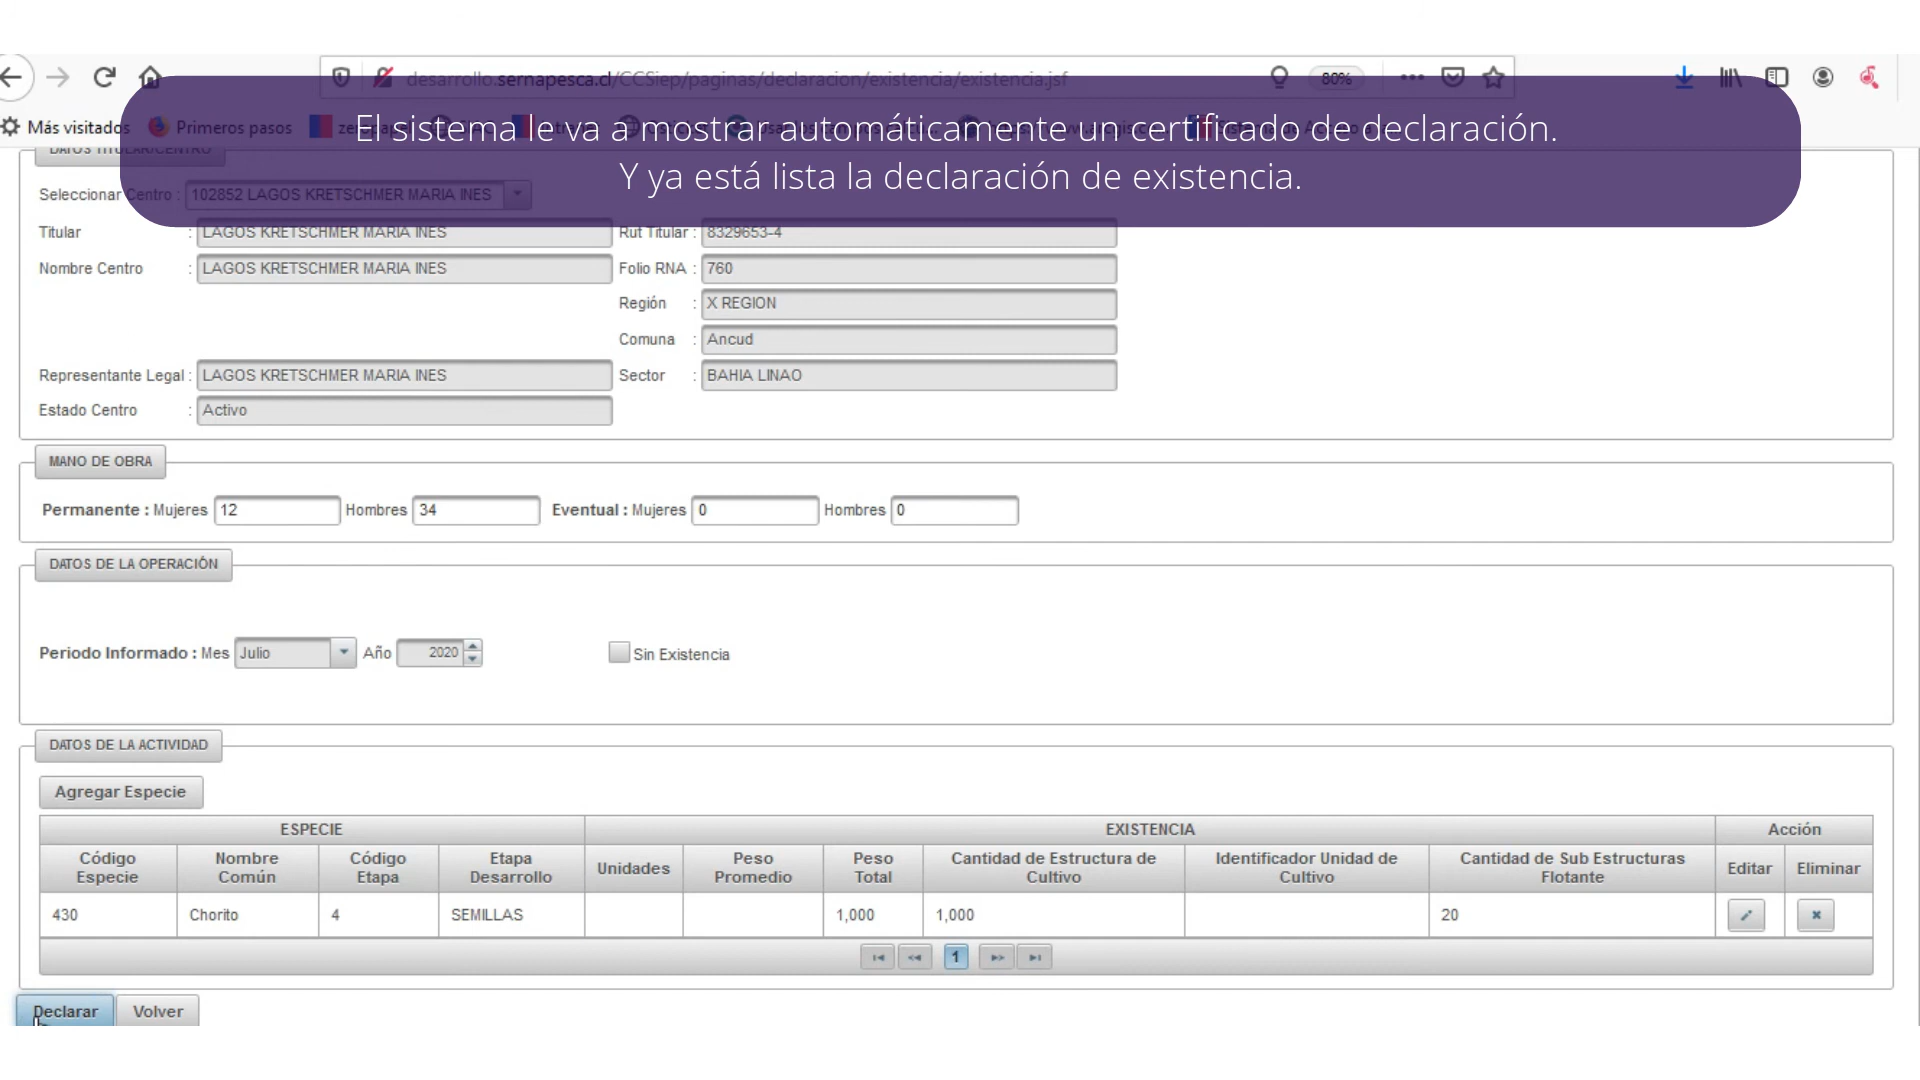 desarrollo.sernapesca.cl/CCSiep/paginas/declaracion/existencia/existencia.jsf
80%
Más visitados Primeros pasos
El sistema le va a mostrar automáticamente un certificado de declaración.
Y ya está lista la declaración de existencia.
DATOS TITULAR/CENTRO
Seleccionar Centro : 102852 LAGOS KRETSCHMER MARIA INES
Titular : LAGOS KRETSCHMER MARIA INES Rut Titular : 8329653-4
Nombre Centro : LAGOS KRETSCHMER MARIA INES Folio RNA : 760
Región : X REGION
Comuna : Ancud
Representante Legal : LAGOS KRETSCHMER MARIA INES Sector : BAHIA LINAO
Estado Centro : Activo
MANO DE OBRA
Permanente : Mujeres 12 Hombres 34 Eventual : Mujeres 0 Hombres 0
DATOS DE LA OPERACIÓN
Periodo Informado : Mes Julio Año 2020 Sin Existencia
DATOS DE LA ACTIVIDAD
Agregar Especie
ESPECIE EXISTENCIA Acción
Código Especie Nombre Común Código Etapa Etapa Desarrollo Unidades Peso Promedio Peso Total Cantidad de Estructura de Cultivo Identificador Unidad de Cultivo Cantidad de Sub Estructuras Flotante Editar Eliminar
430 Chorito 4 SEMILLAS 1,000 1,000 20
1
Declarar Volver